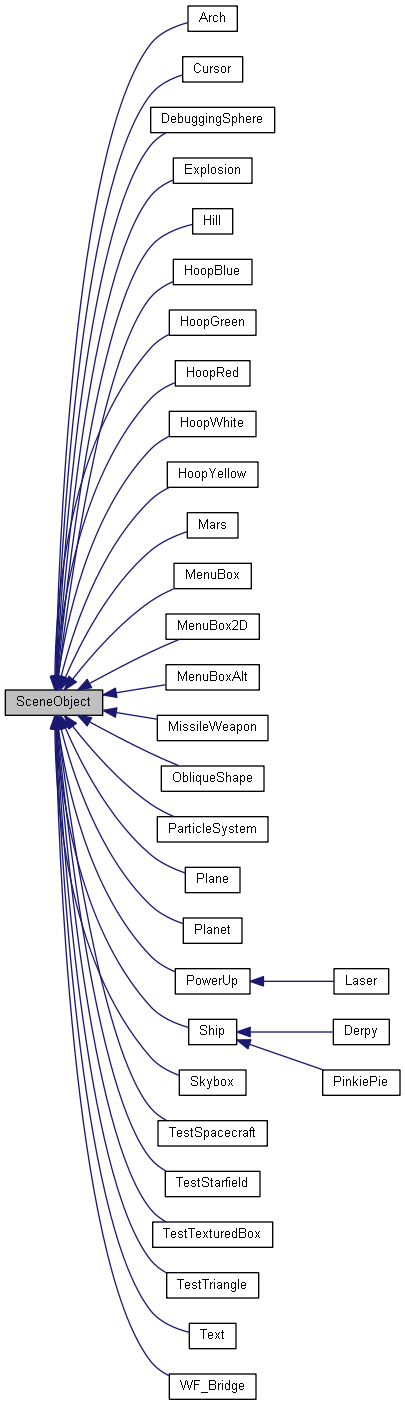 Arch
Cursor
DebuggingSphere
Explosion
Hill
HoopBlue
HoopGreen
HoopRed
HoopWhite
HoopYellow
Mars
MenuBox
MenuBox2D
MenuBoxAlt
SceneObject
MissileWeapon
ObliqueShape
ParticleSystem
Plane
Planet
PowerUp
Laser
Ship
Derpy
PinkiePie
Skybox
TestSpacecraft
TestStarfield
TestTexturedBox
TestTriangle
Text
WF_Bridge